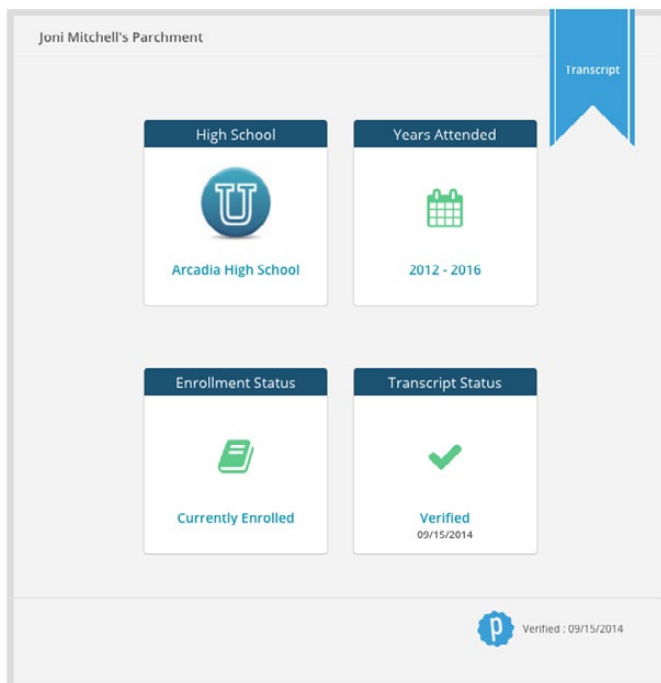 Joni Mitchell's Parchment
Transcript
High School
Years Attended
U
Arcadia High School
2012 - 2016
Enrollment Status
Transcript Status
Currently Enrolled
Verified
09/15/2014
p
Verified : 09/15/2014